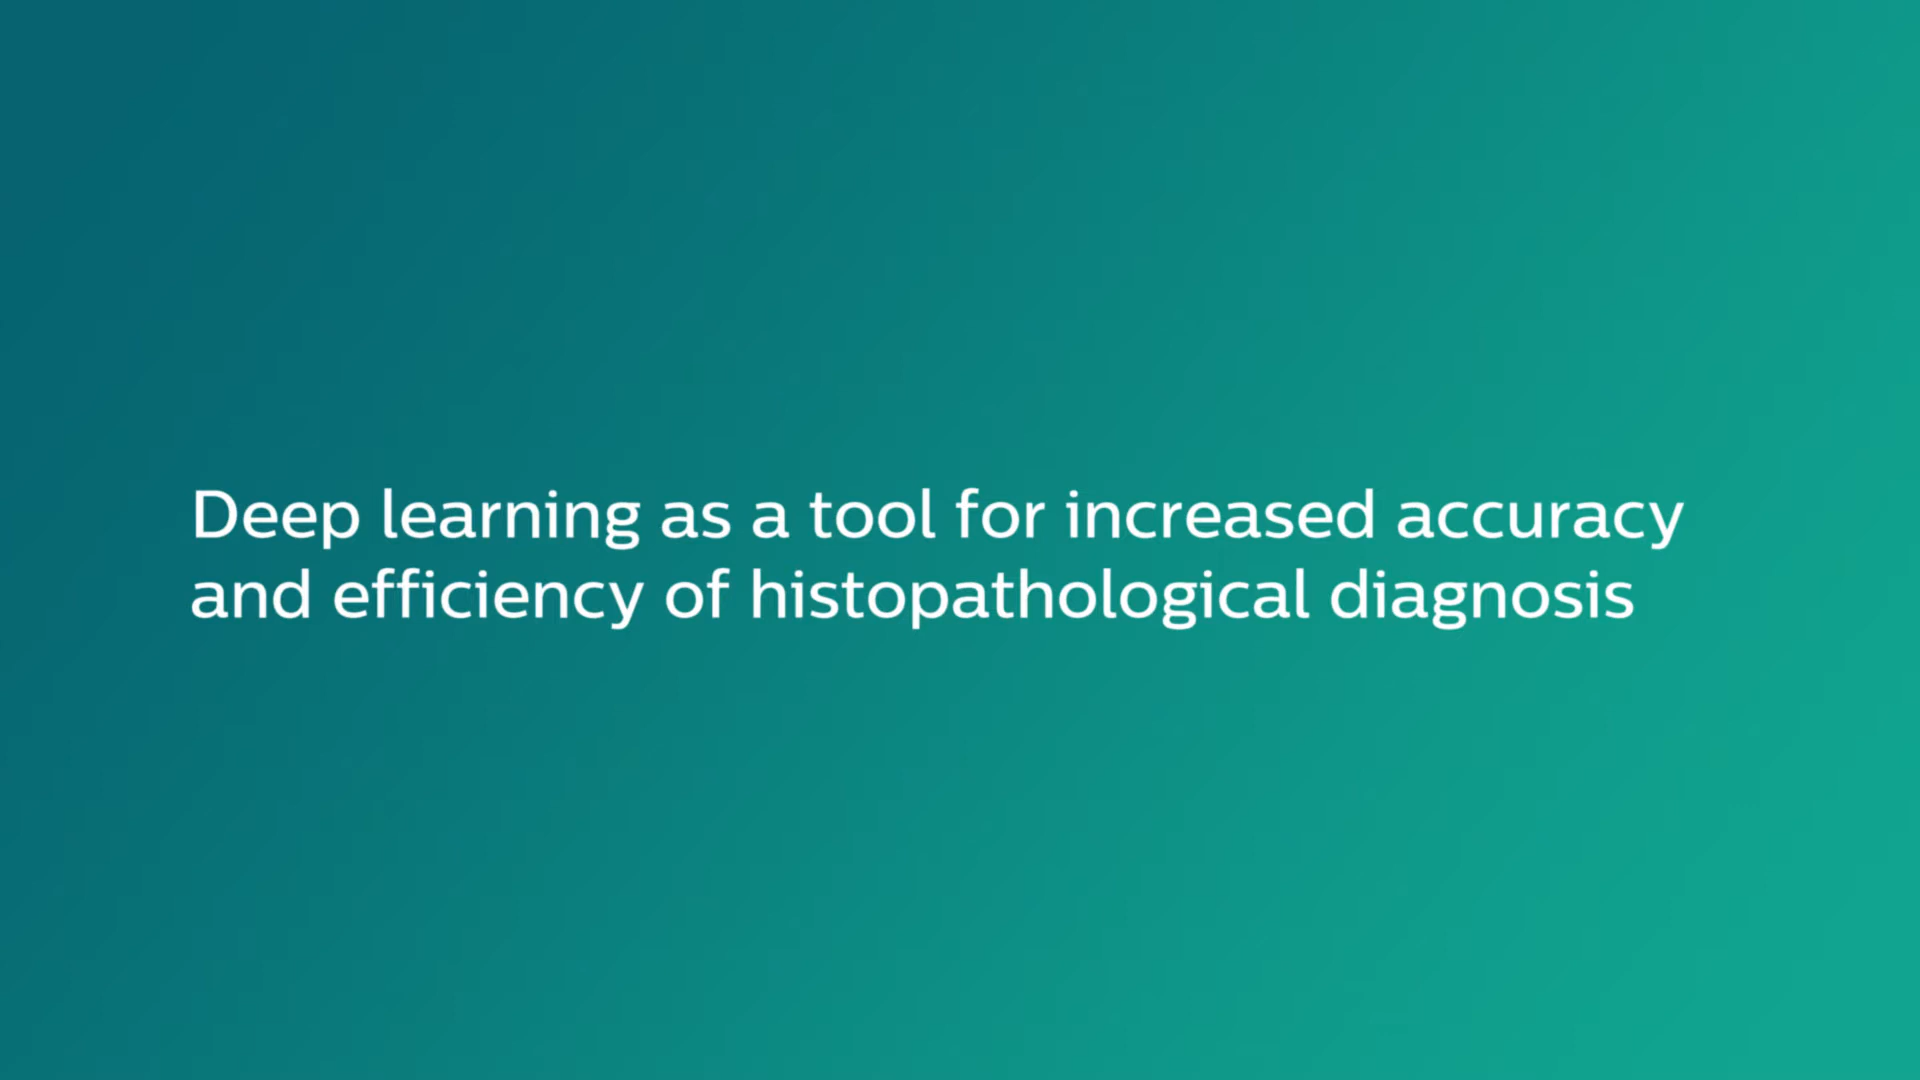 Deep learning as a tool for increased accuracy
and efficiency of histopathological diagnosis